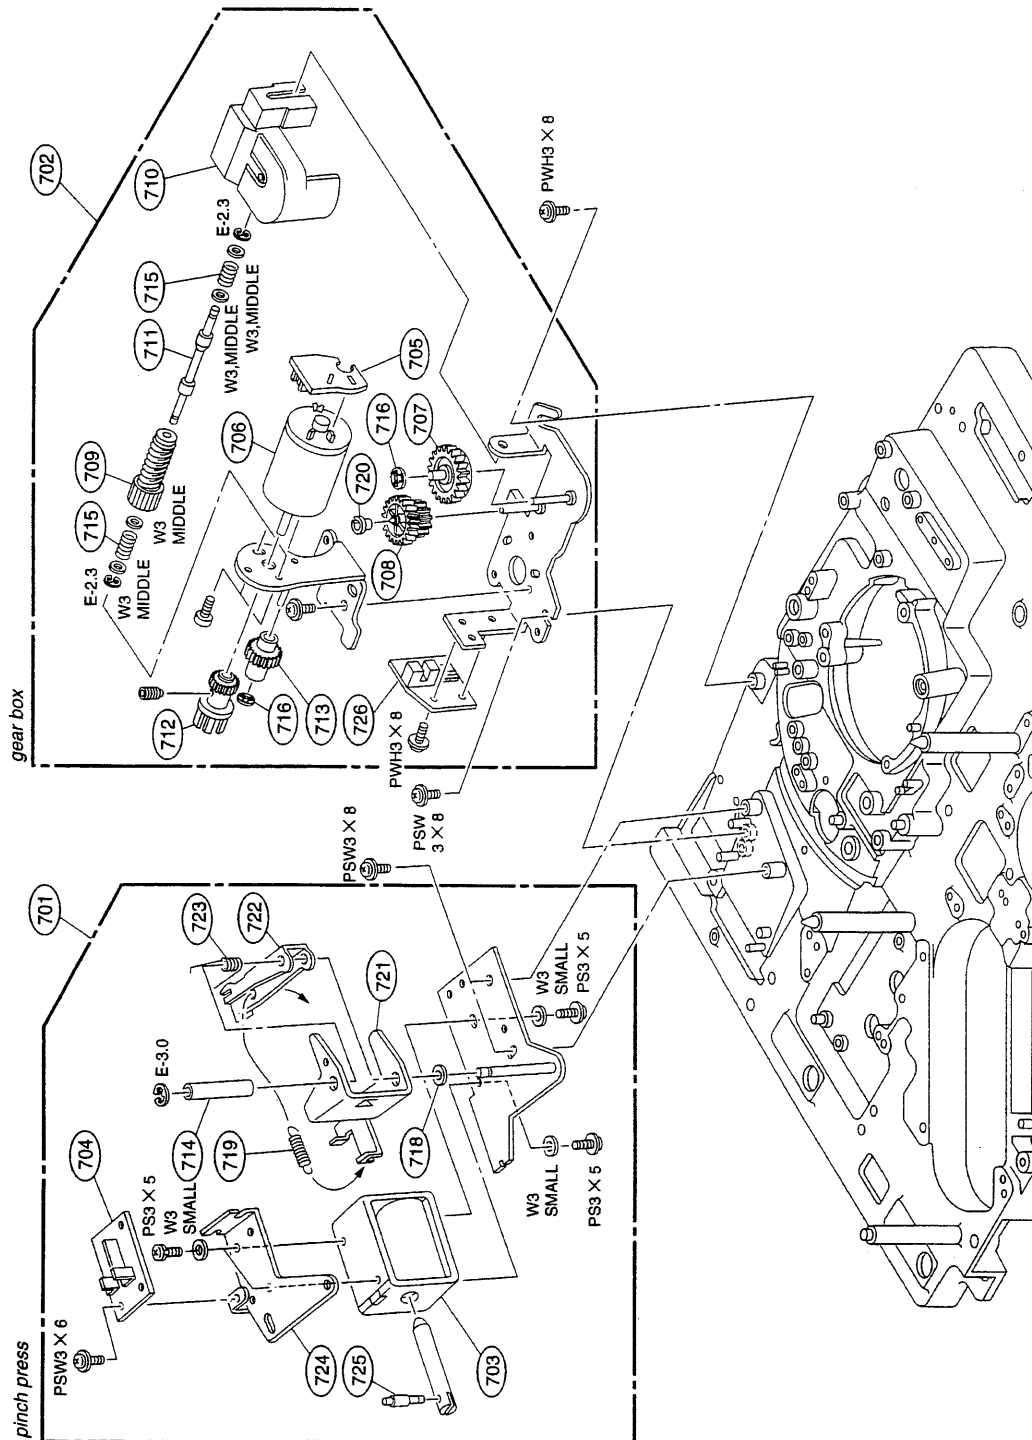 pinch press
701
PSW3 X 6
704
PS3 X 5
W3
SMALL
714
E-3.0
719
723
722
721
724
725
703
718
W3
SMALL
PS3 X 5
W3
SMALL
PS3 X 5
PSW3 X 8
gear box
702
710
E-2.3
715
711
W3,MIDDLE
W3,MIDDLE
709
715
E-2.3
W3
MIDDLE
W3
MIDDLE
706
705
716
707
720
708
712
716
713
726
PWH3 X 8
PSW
3 X 8
PWH3 X 8